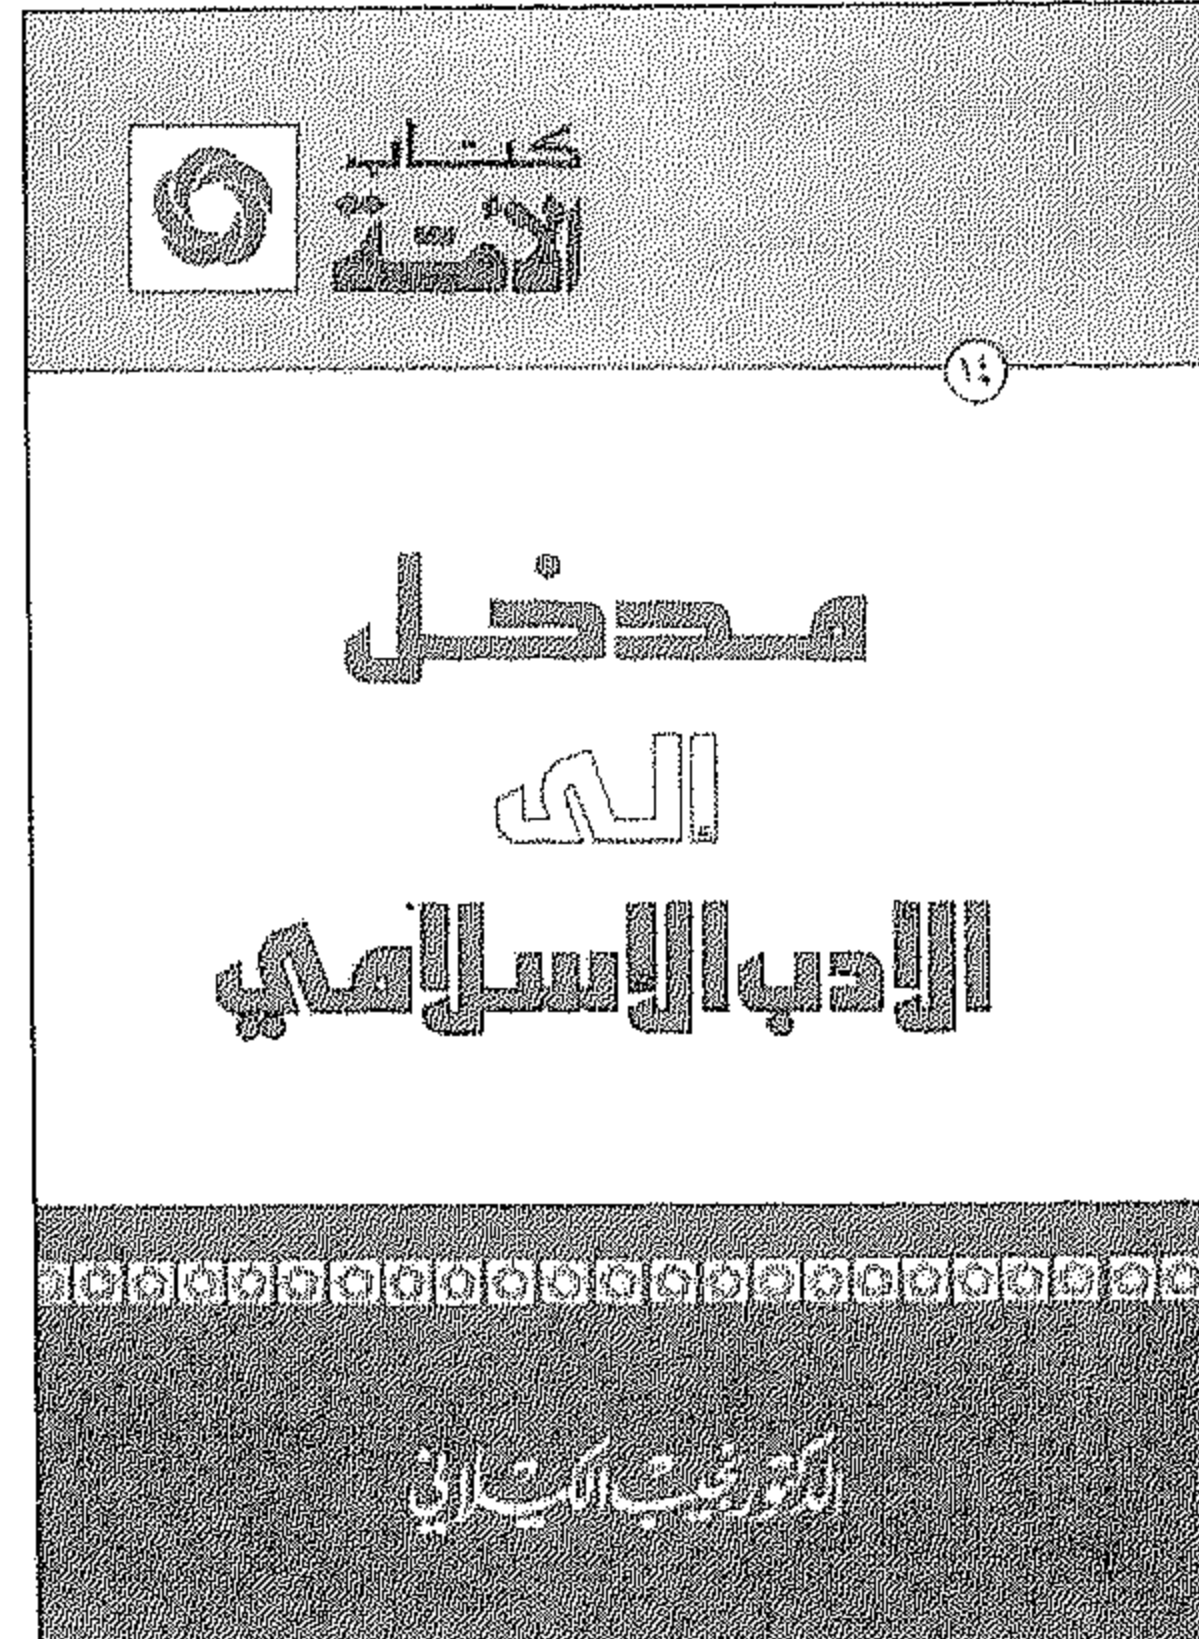 كتاب
الأمة
١٤
مدخل
إلى
الأدب الإسلامي
الدكتور نجيب الكيلاني